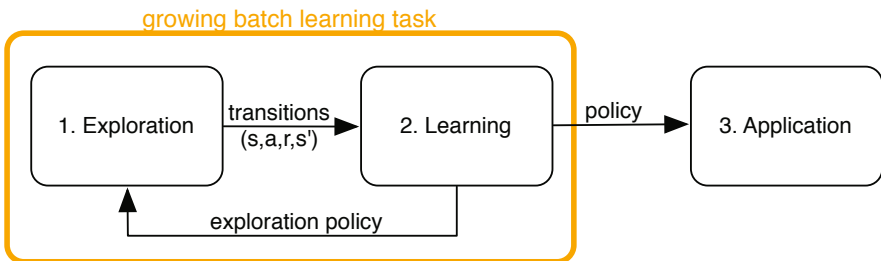 growing batch learning task
1. Exploration
transitions
(s,a,r,s')
2. Learning
policy
3. Application
exploration policy